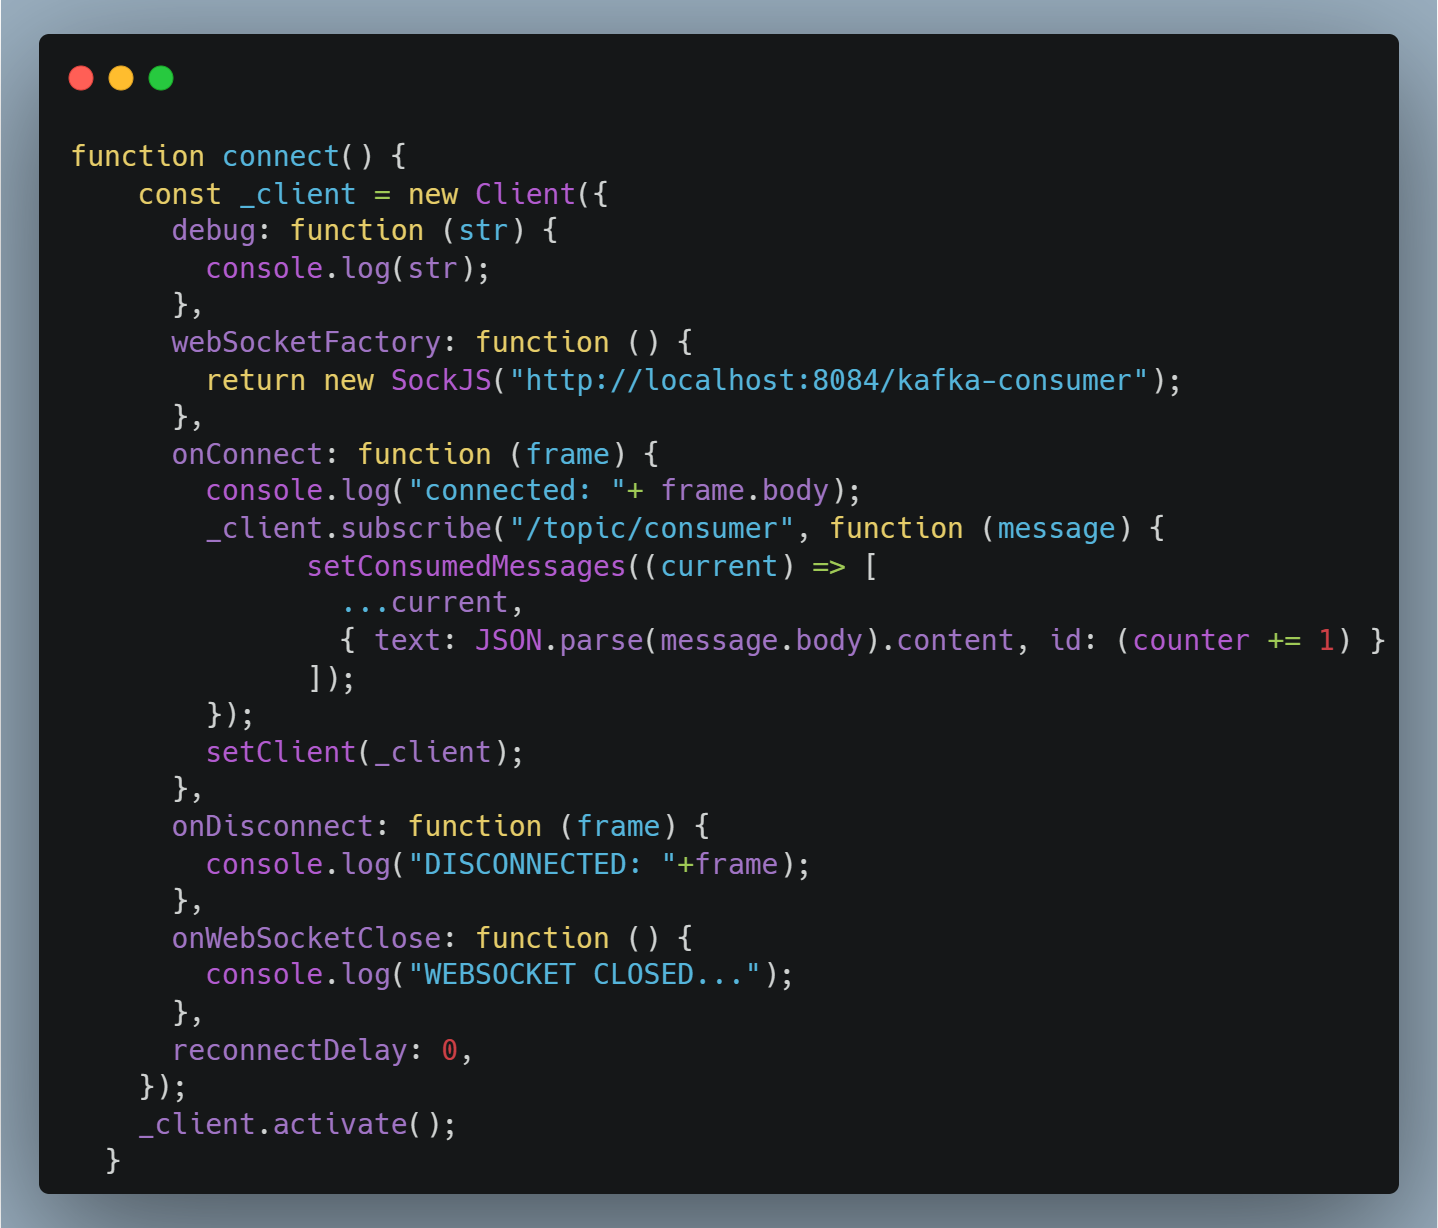 function connect() {
    const _client = new Client({
      debug: function (str) {
        console.log(str);
      },
      webSocketFactory: function () {
        return new SockJS("http://localhost:8084/kafka-consumer");
      },
      onConnect: function (frame) {
        console.log("connected: "+ frame.body);
        _client.subscribe("/topic/consumer", function (message) {
              setConsumedMessages((current) => [
                ...current,
                { text: JSON.parse(message.body).content, id: (counter += 1) }
              ]);
        });
        setClient(_client);
      },
      onDisconnect: function (frame) {
        console.log("DISCONNECTED: "+frame);
      },
      onWebSocketClose: function () {
        console.log("WEBSOCKET CLOSED...");
      },
      reconnectDelay: 0,
    });
    _client.activate();
  }